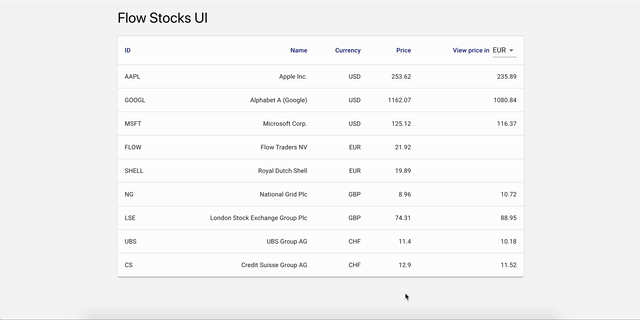 Flow Stocks UI
ID Name Currency Price View price in EUR
AAPL Apple Inc. USD 253.62 235.89
GOOGL Alphabet A (Google) USD 1162.07 1080.84
MSFT Microsoft Corp. USD 125.12 116.37
FLOW Flow Traders NV EUR 21.92
SHELL Royal Dutch Shell EUR 19.89
NG National Grid Plc GBP 8.96 10.72
LSE London Stock Exchange Group Plc GBP 74.31 88.95
UBS UBS Group AG CHF 11.4 10.18
CS Credit Suisse Group AG CHF 12.9 11.52